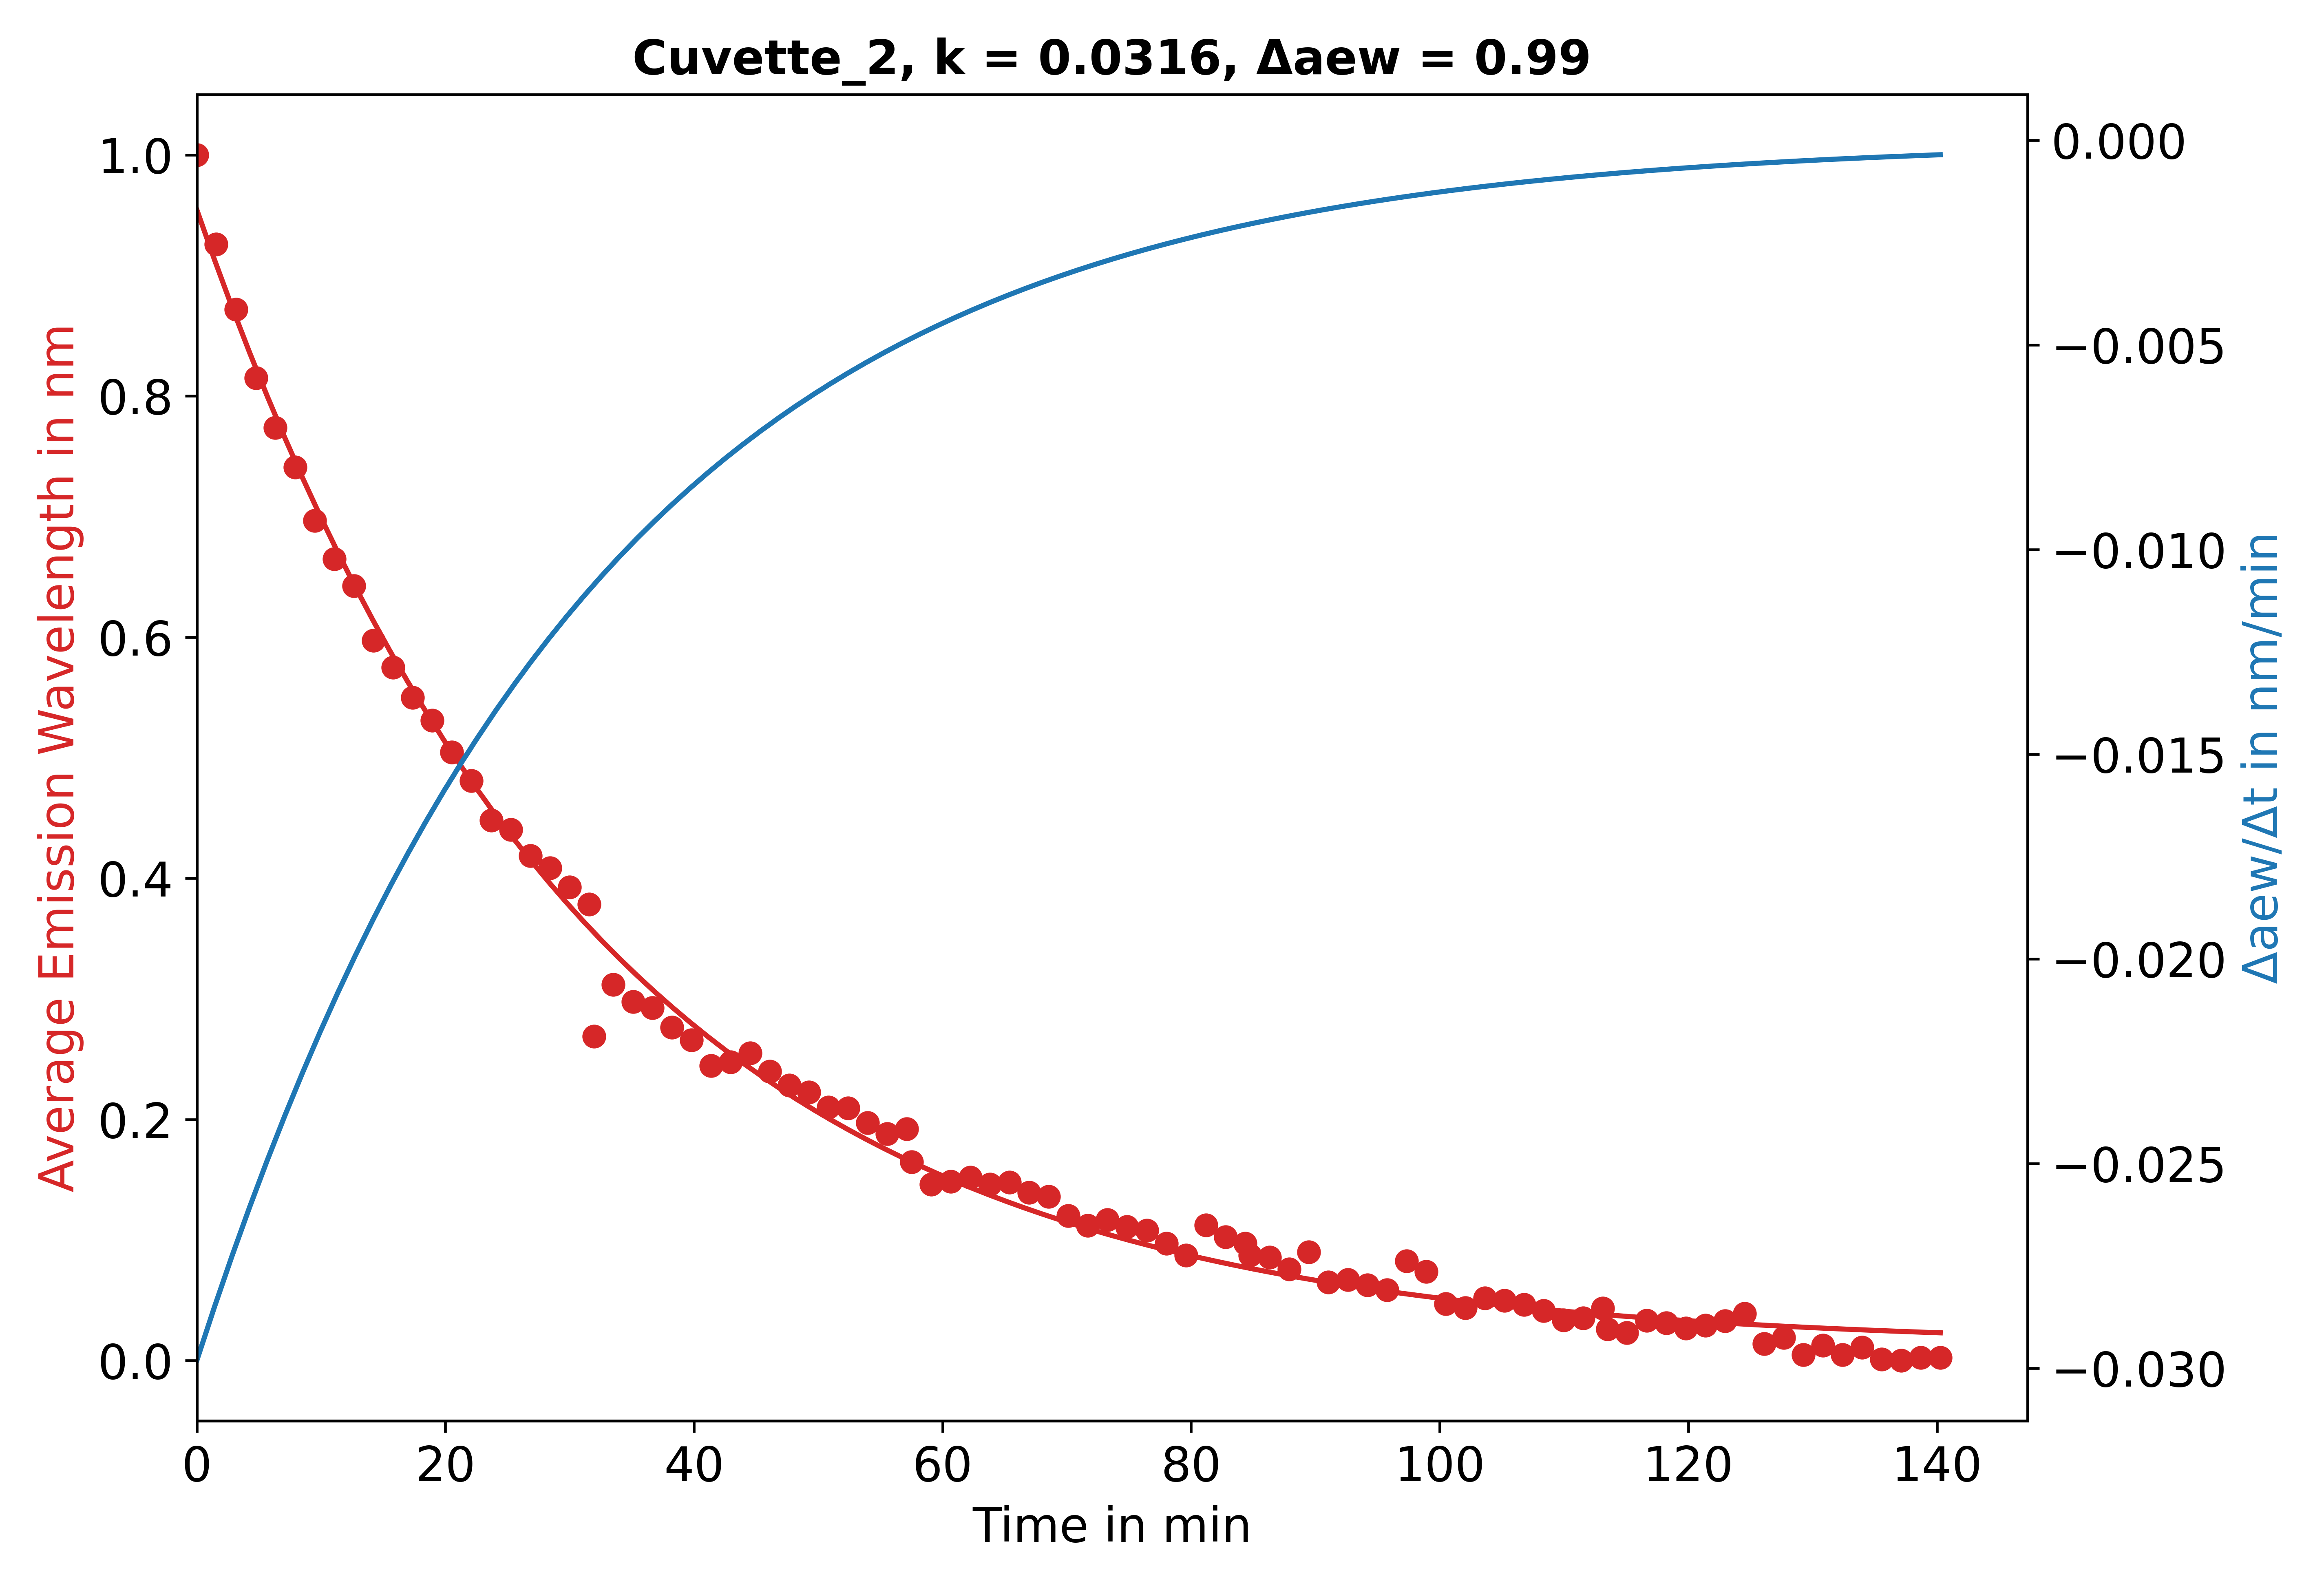 Cuvette_2, k = 0.0316, Δaew = 0.99
Average Emission Wavelength in nm
1.0
0.8
0.6
0.4
0.2
0.0
0.000
−0.005
−0.010
−0.015
−0.020
−0.025
−0.030
Δaew/Δt in nm/min
0 20 40 60 80 100 120 140
Time in min